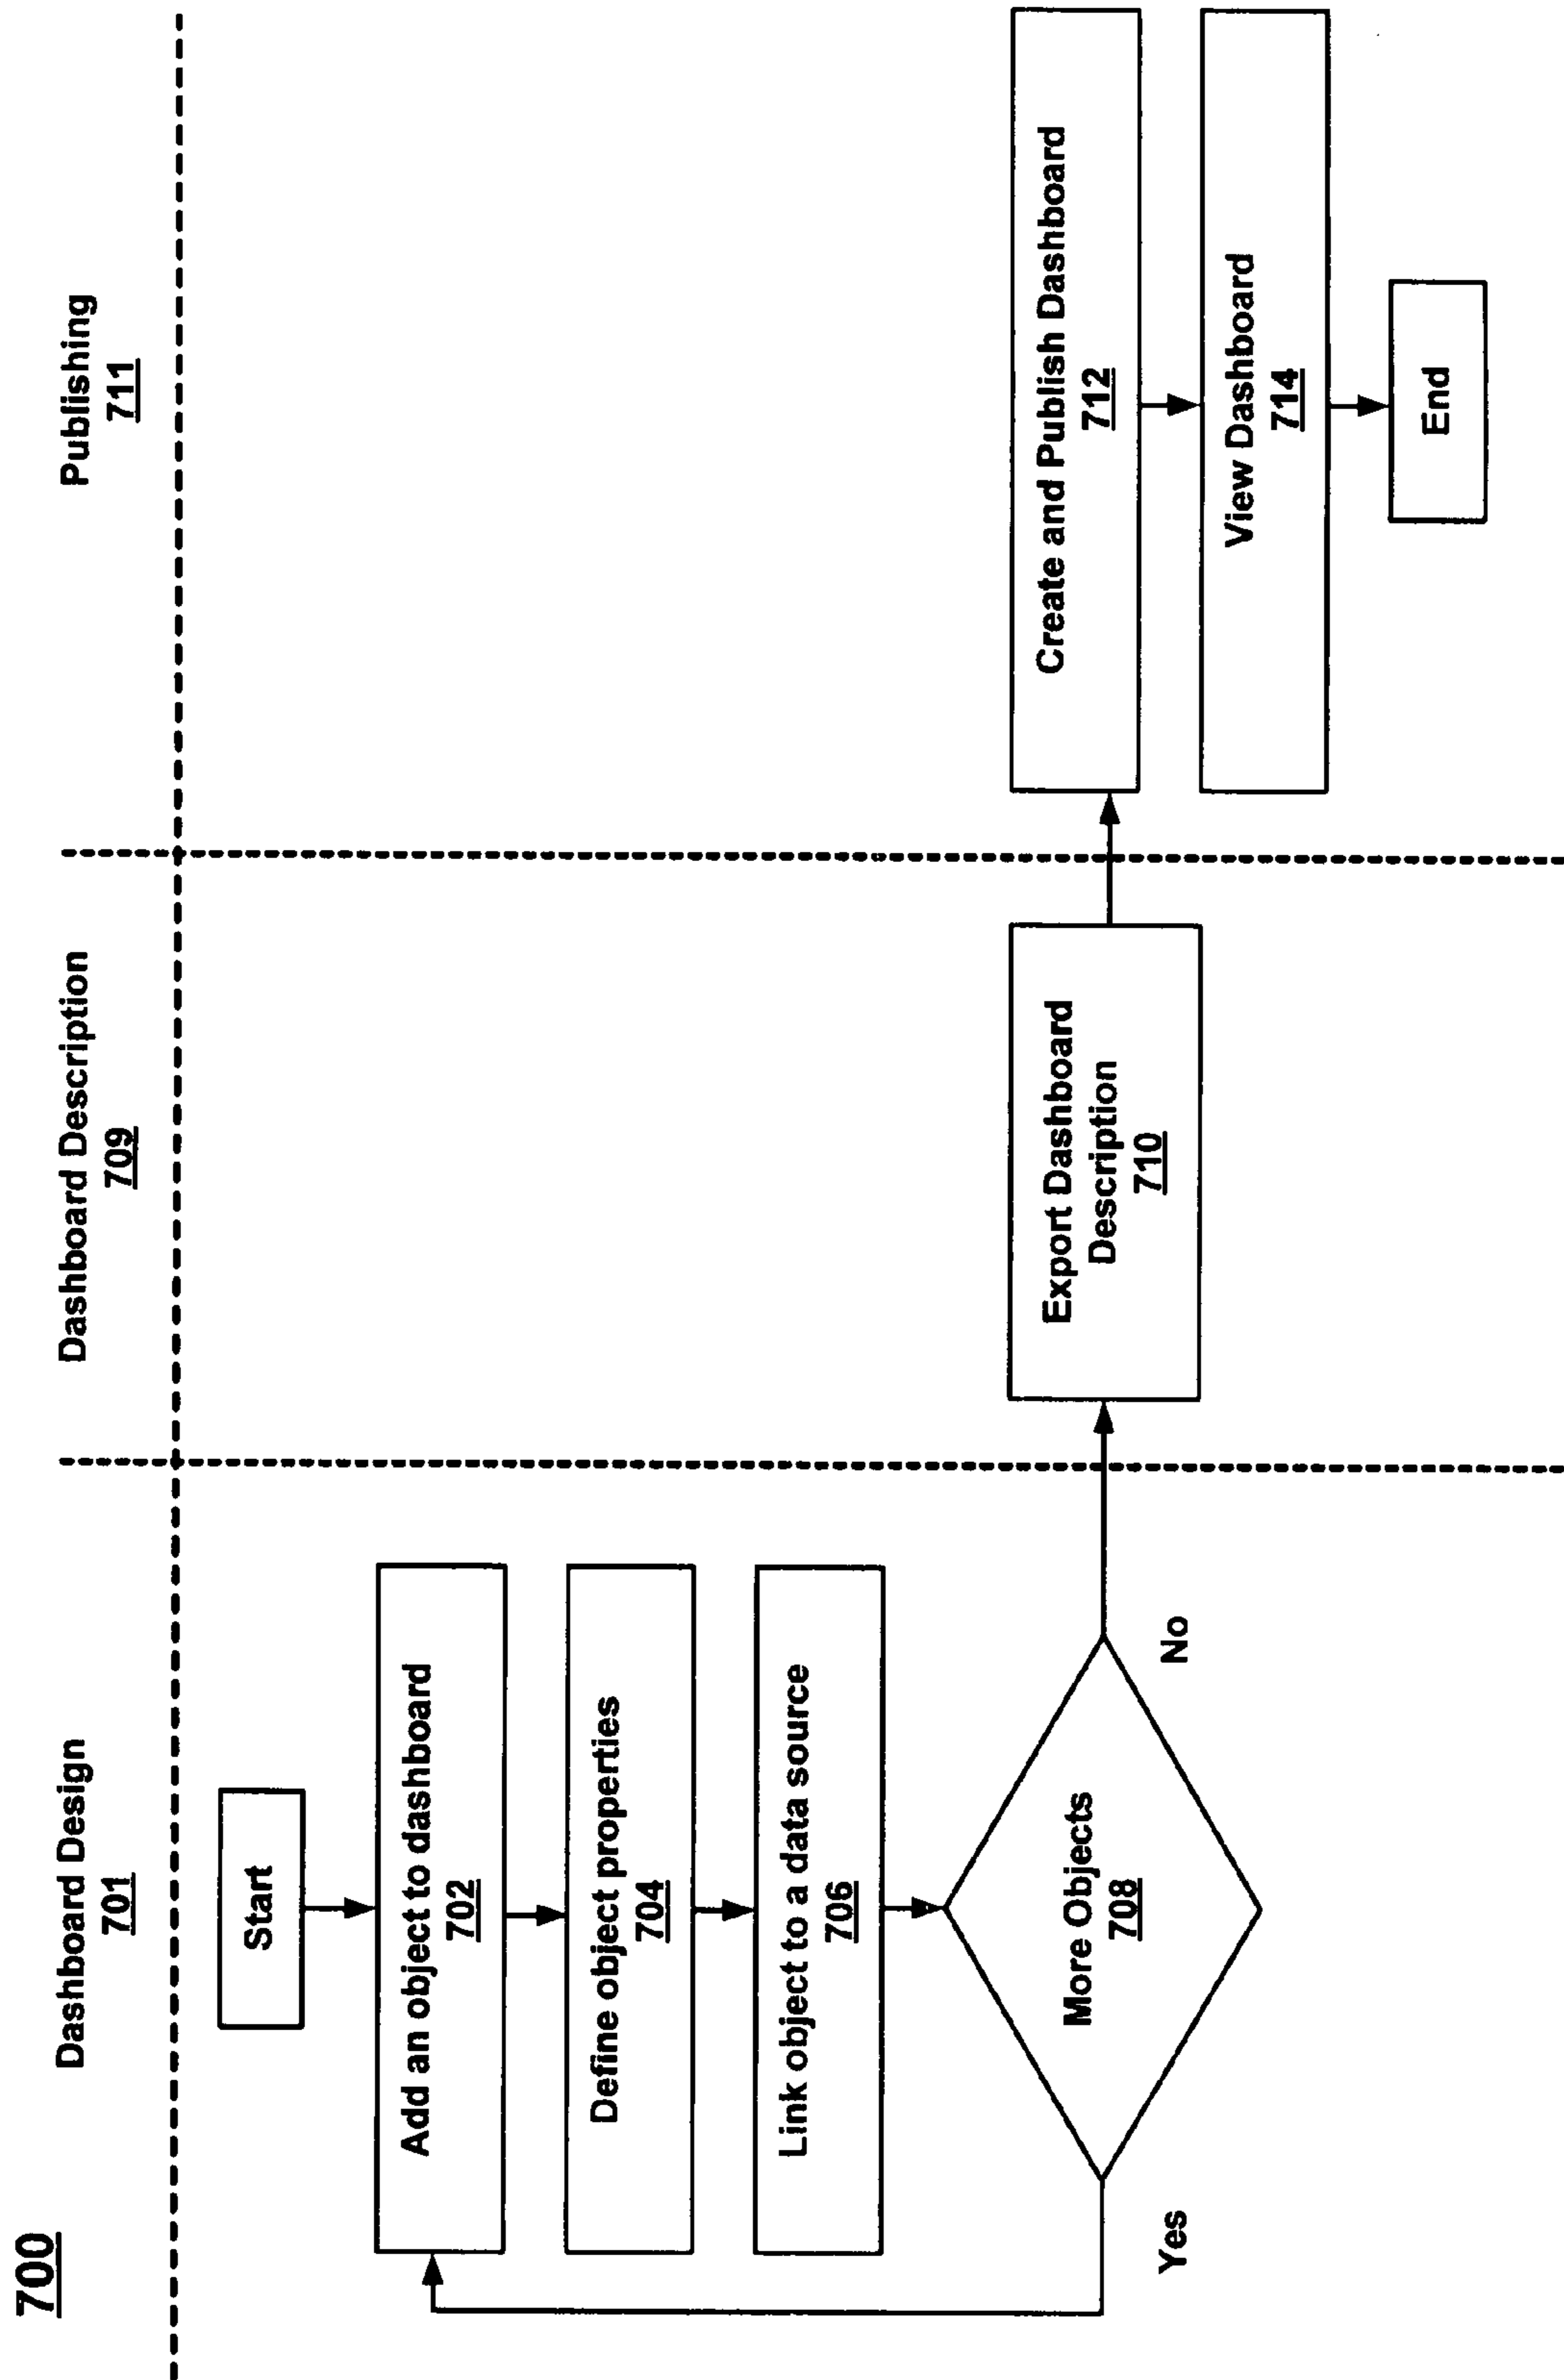 700
Dashboard Design
701
Dashboard Description
709
Publishing
711
Start
Add an object to dashboard
702
Define object properties
704
Link object to a data source
706
More Objects
708
Yes
No
Export Dashboard
Description
710
Create and Publish Dashboard
712
View Dashboard
714
End